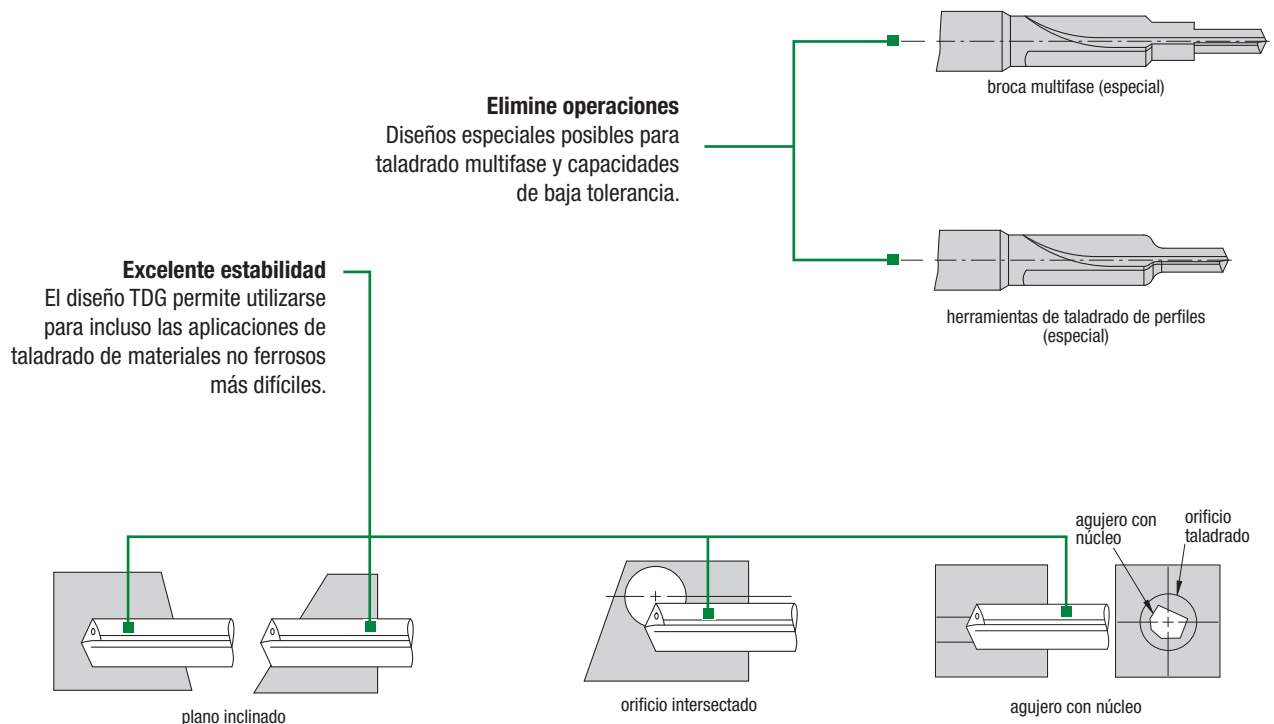 broca multifase (especial)
Elimine operaciones
Diseños especiales posibles para
taladrado multifase y capacidades
de baja tolerancia.
herramientas de taladrado de perfiles
(especial)
Excelente estabilidad
El diseño TDG permite utilizarse
para incluso las aplicaciones de
taladrado de materiales no ferrosos
más difíciles.
agujero con
núcleo
orificio
taladrado
plano inclinado
orificio intersectado
agujero con núcleo